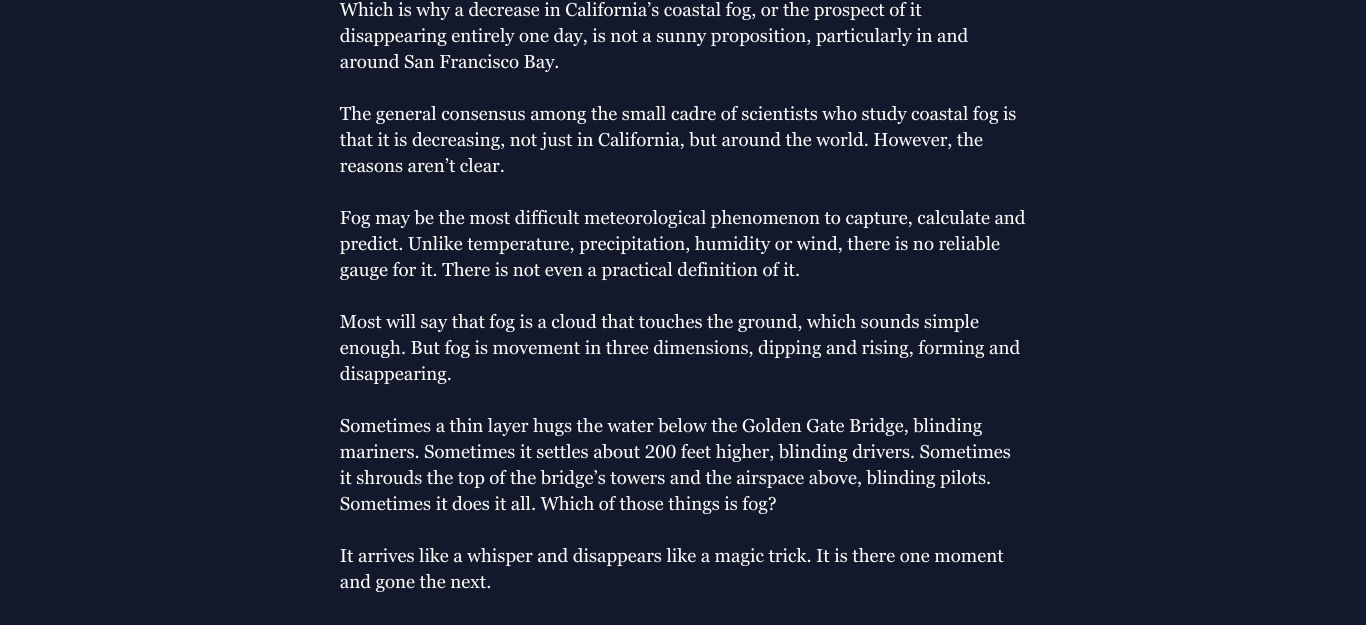 Which is why a decrease in California’s coastal fog, or the prospect of it
disappearing entirely one day, is not a sunny proposition, particularly in and
around San Francisco Bay.
The general consensus among the small cadre of scientists who study coastal fog is
that it is decreasing, not just in California, but around the world. However, the
reasons aren’t clear.
Fog may be the most difficult meteorological phenomenon to capture, calculate and
predict. Unlike temperature, precipitation, humidity or wind, there is no reliable
gauge for it. There is not even a practical definition of it.
Most will say that fog is a cloud that touches the ground, which sounds simple
enough. But fog is movement in three dimensions, dipping and rising, forming and
disappearing.
Sometimes a thin layer hugs the water below the Golden Gate Bridge, blinding
mariners. Sometimes it settles about 200 feet higher, blinding drivers. Sometimes
it shrouds the top of the bridge’s towers and the airspace above, blinding pilots.
Sometimes it does it all. Which of those things is fog?
It arrives like a whisper and disappears like a magic trick. It is there one moment
and gone the next.